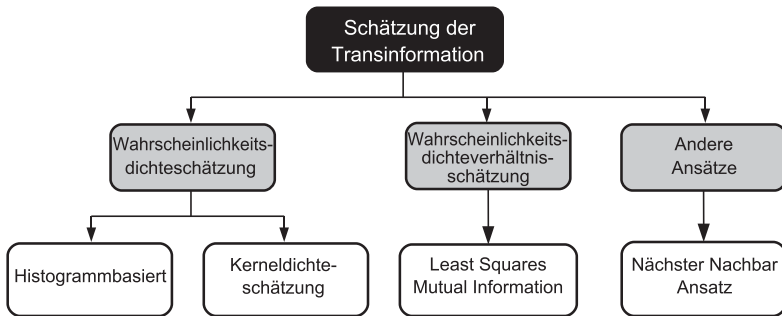 Schätzung der
Transinformation
Wahrscheinlichkeits-
dichteschätzung
Wahrscheinlichkeits-
dichteverhältnis-
schätzung
Andere
Ansätze
Histogrammbasiert
Kerneldichte-
schätzung
Least Squares
Mutual Information
Nächster Nachbar
Ansatz